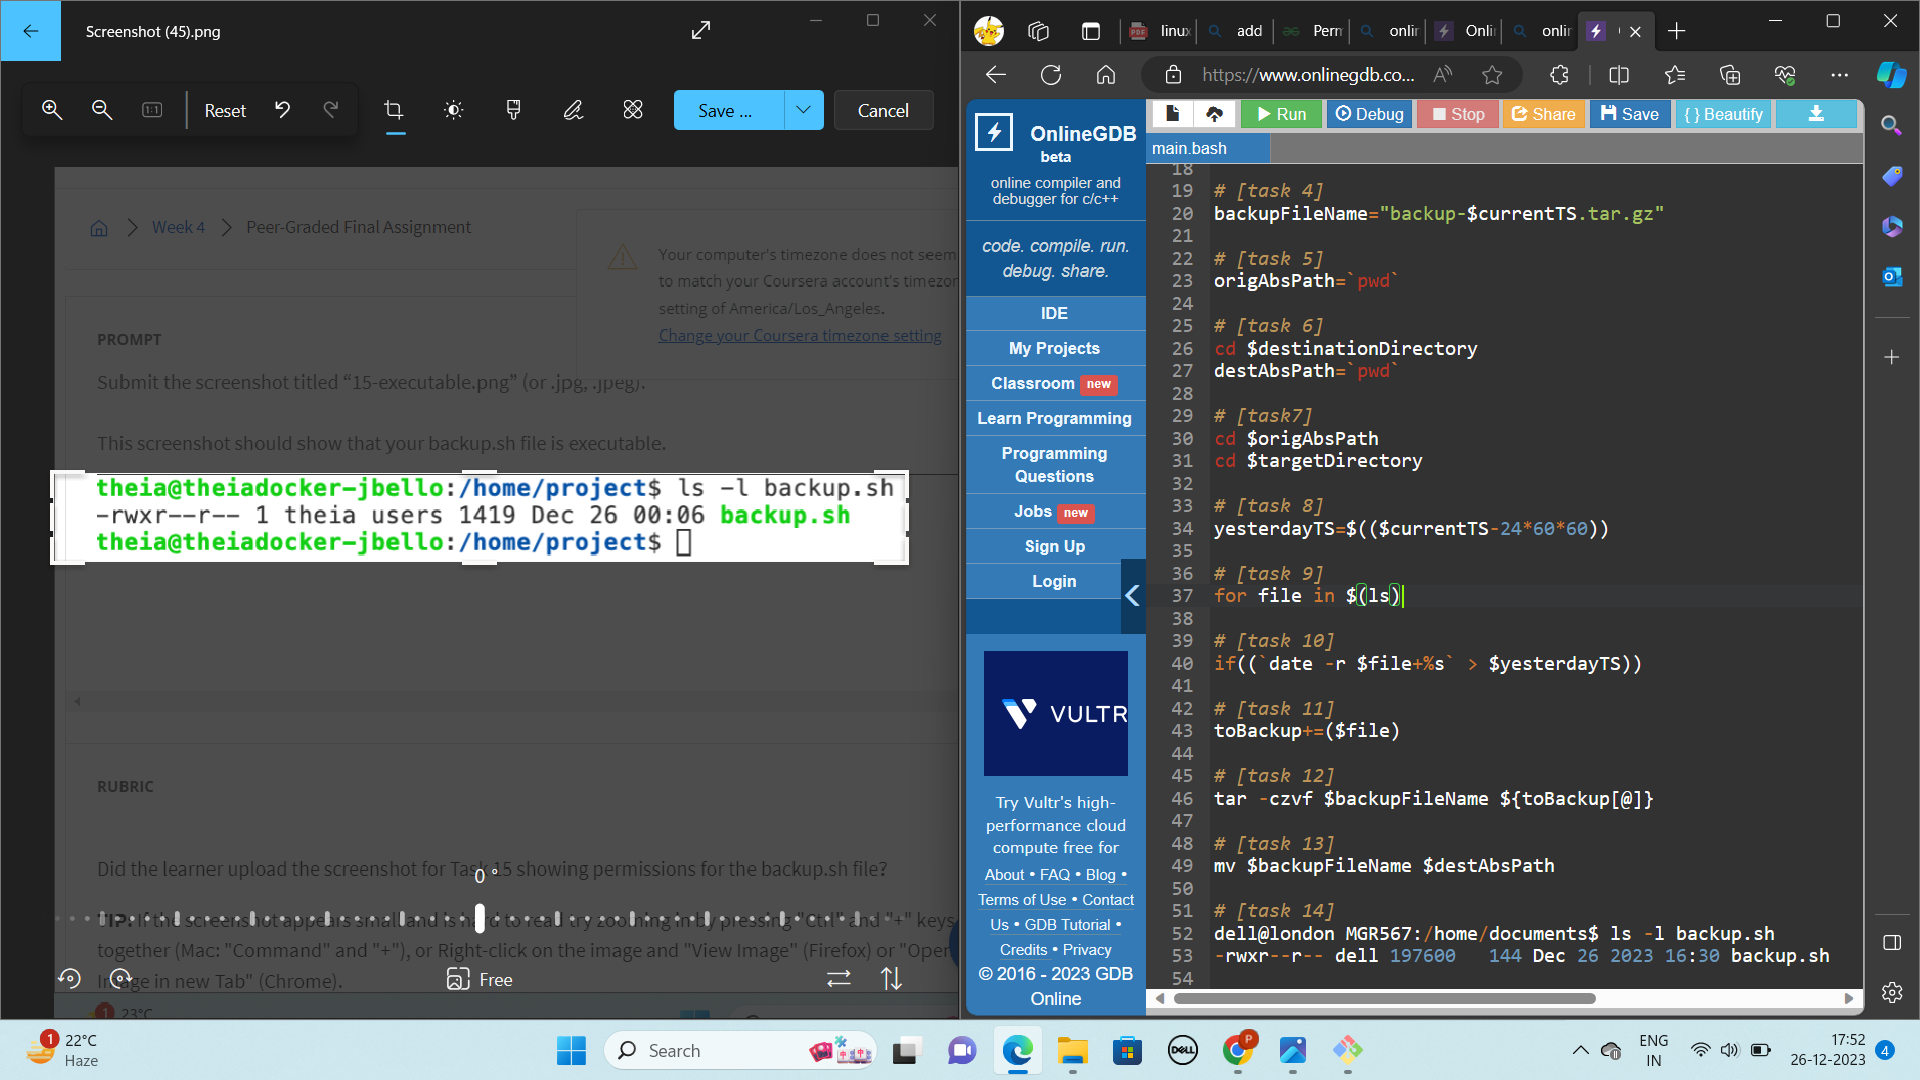 Screenshot (45).png
Reset
Save ...
Cancel
Week 4
Peer-Graded Final Assignment
Your computer's timezone does not seem
to match your Coursera account's timezor
setting of America/Los_Angeles.
Change your Coursera timezone setting
PROMPT
Submit the screenshot titled “15-executable.png” (or .jpg, .jpeg).
This screenshot should show that your backup.sh file is executable.
theia@theiadocker-jbello:/home/project$ ls -l backup.sh
-rwxr--r-- 1 theia users 1419 Dec 26 00:06 backup.sh
theia@theiadocker-jbello:/home/project$
RUBRIC
Did the learner upload the screenshot for Task 15 showing permissions for the backup.sh file?
0 °
TIP: If the screenshot appears small and is hard to read try zooming in by pressing "Ctrl" and "+" keys
together (Mac: "Command" and "+"), or Right-click on the image and "View Image" (Firefox) or "Open
Image in new Tab" (Chrome).
Free
1
23°C
linux
add
Perm
onlin
Onlin
onlin
https://www.onlinegdb.co...
OnlineGDB
beta
online compiler and
debugger for c/c++
code. compile. run.
debug. share.
IDE
My Projects
Classroom new
Learn Programming
Programming
Questions
Jobs new
Sign Up
Login
VULTR
Try Vultr's high-
performance cloud
compute free for
About • FAQ • Blog •
Terms of Use • Contact
Us • GDB Tutorial •
Credits • Privacy
© 2016 - 2023 GDB
Online
Run
Debug
Stop
Share
Save
{ } Beautify
main.bash
18
19 # [task 4]
20 backupFileName="backup-$currentTS.tar.gz"
21
22 # [task 5]
23 origAbsPath=`pwd`
24
25 # [task 6]
26 cd $destinationDirectory
27 destAbsPath=`pwd`
28
29 # [task7]
30 cd $origAbsPath
31 cd $targetDirectory
32
33 # [task 8]
34 yesterdayTS=$(($currentTS-24*60*60))
35
36 # [task 9]
37 for file in $(ls)
38
39 # [task 10]
40 if((`date -r $file+%s` > $yesterdayTS))
41
42 # [task 11]
43 toBackup+=($file)
44
45 # [task 12]
46 tar -czvf $backupFileName ${toBackup[@]}
47
48 # [task 13]
49 mv $backupFileName $destAbsPath
50
51 # [task 14]
52 dell@london MGR567:/home/documents$ ls -l backup.sh
53 -rwxr--r-- dell 197600 144 Dec 26 2023 16:30 backup.sh
54
1
22°C
Haze
Search
DELL
P
ENG
IN
17:52
26-12-2023
4